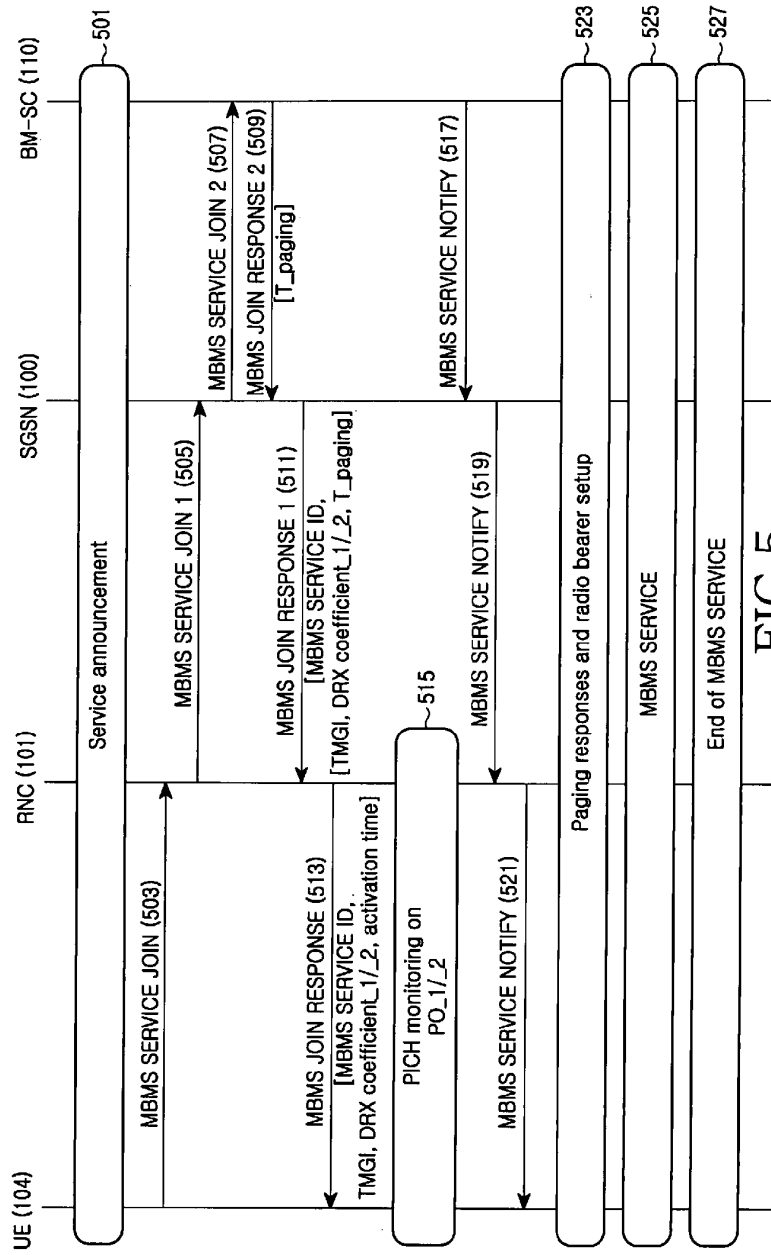 UE (104)
RNC (101)
SGSN (100)
BM-SC (110)
Service announcement
501
MBMS SERVICE JOIN (503)
MBMS SERVICE JOIN 1 (505)
MBMS SERVICE JOIN 2 (507)
MBMS JOIN RESPONSE 2 (509)
[T_paging]
MBMS JOIN RESPONSE 1 (511)
[MBMS SERVICE ID,
[TMGI, DRX coefficient_1/_2, T_paging]
MBMS JOIN RESPONSE (513)
[MBMS SERVICE ID,
TMGI, DRX coefficient_1/_2, activation time]
PICH monitoring on
PO_1/_2
515
MBMS SERVICE NOTIFY (517)
MBMS SERVICE NOTIFY (519)
MBMS SERVICE NOTIFY (521)
Paging responses and radio bearer setup
523
MBMS SERVICE
525
End of MBMS SERVICE
527
FIG.5